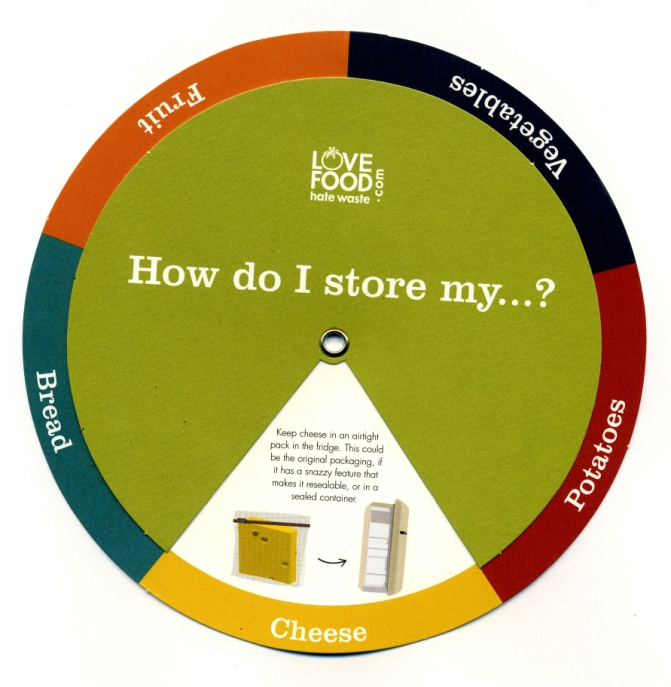 Fruit
Vegetables
LOVE
FOOD
hate waste
.com
How do I store my...?
Bread
Potatoes
Keep cheese in an airtight
pack in the fridge. This could
be the original packaging, if
it has a snazzy feature that
makes it resealable, or in a
sealed container.
Cheese